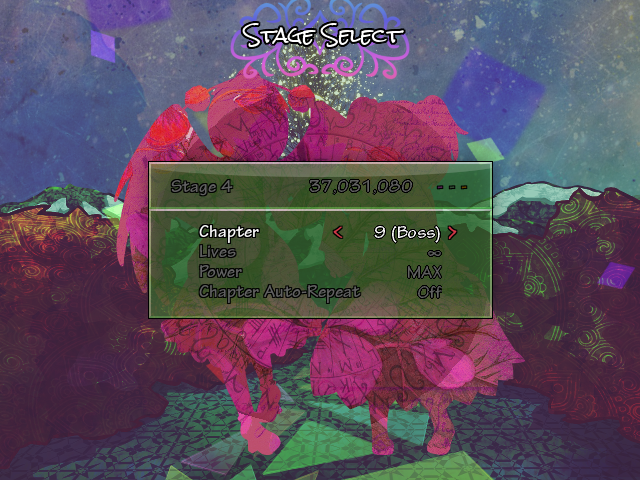 Stage Select
Stage 4 37,031,080 ---
Chapter < 9 (Boss) >
Lives ∞
Power MAX
Chapter Auto-Repeat Off